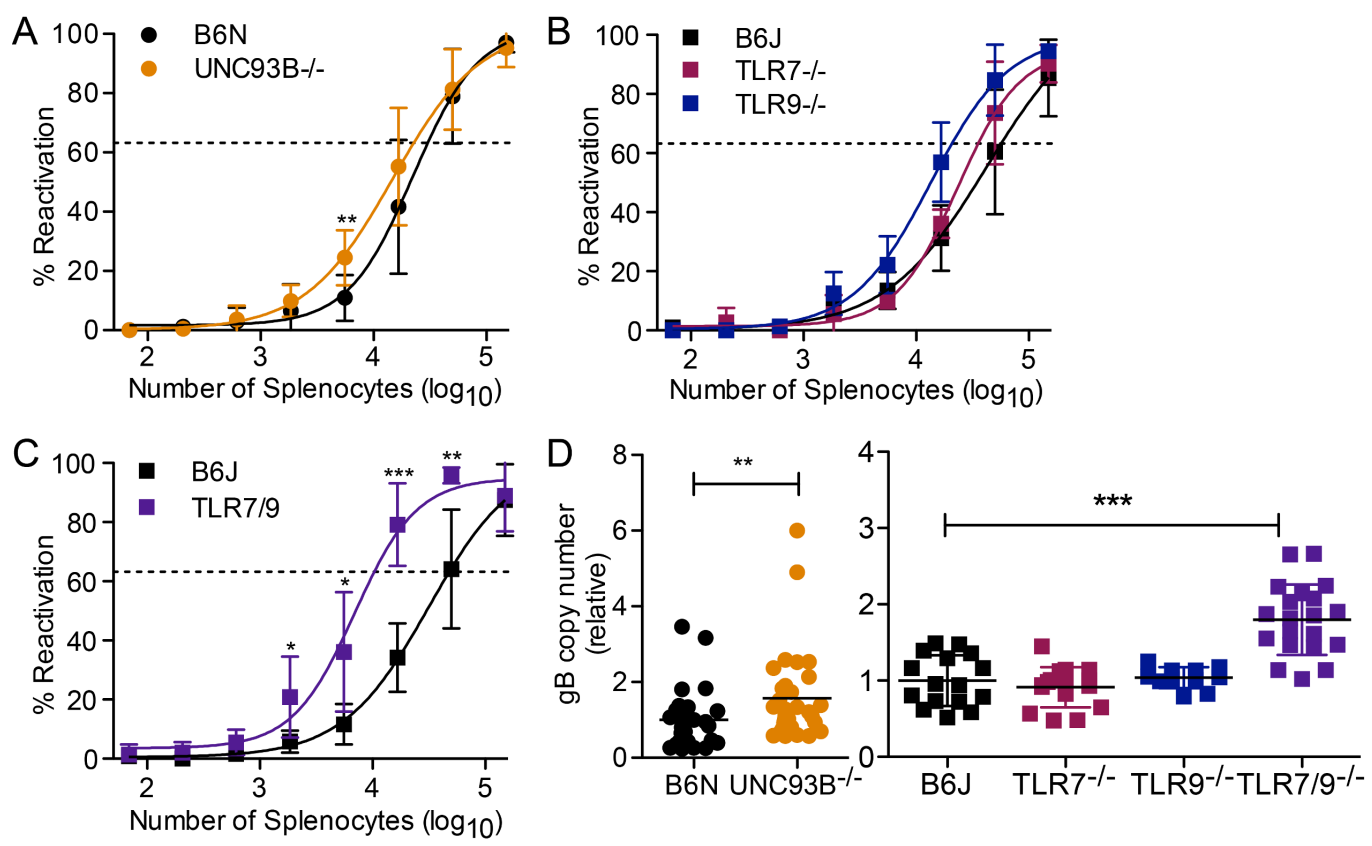 A
B6N
UNC93B-/-
100
80
60
40
20
0
% Reactivation
**
2 3 4 5
Number of Splenocytes (log10)
B
B6J
TLR7-/-
TLR9-/-
100
80
60
40
20
0
% Reactivation
2 3 4 5
Number of Splenocytes (log10)
C
B6J
TLR7/9
100
80
60
40
20
0
% Reactivation
* * *** **
2 3 4 5
Number of Splenocytes (log10)
D
8
6
4
2
0
gB copy number
(relative)
**
B6N UNC93B-/-
4
3
2
1
0
***
B6J TLR7-/- TLR9-/- TLR7/9-/-